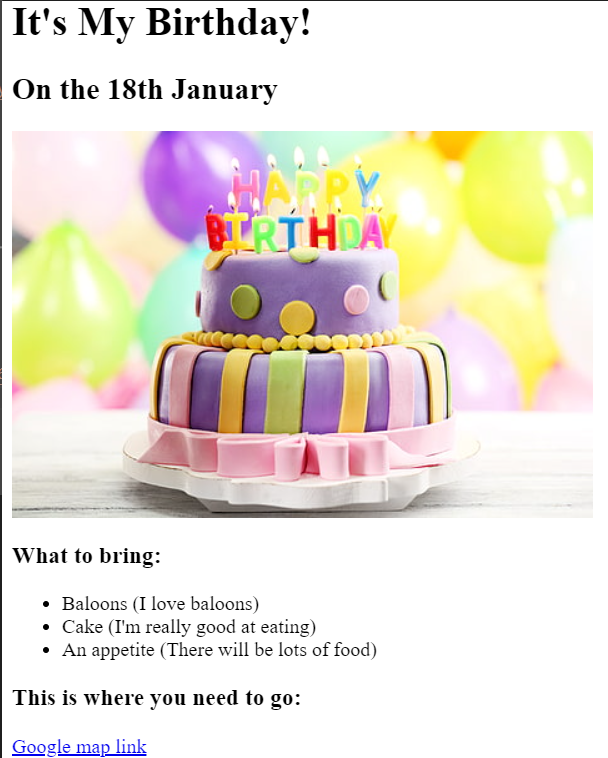 It's My Birthday!
On the 18th January
HAPPY
BIRTHDAY
What to bring:
Baloons (I love baloons)
Cake (I'm really good at eating)
An appetite (There will be lots of food)
This is where you need to go:
Google map link